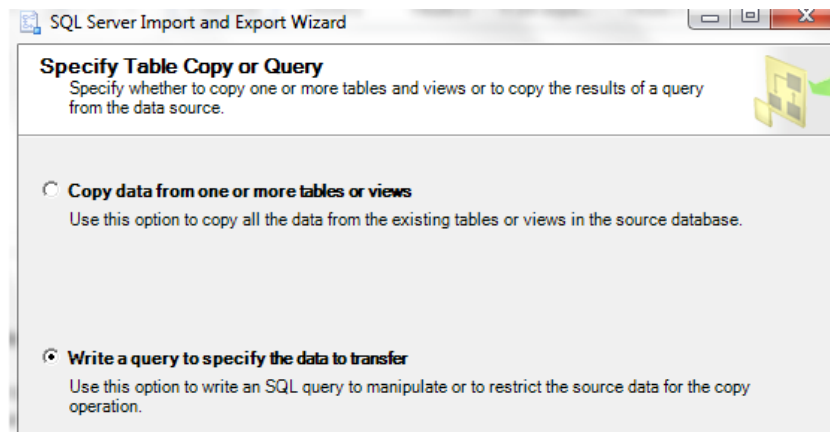 SQL Server Import and Export Wizard
Specify Table Copy or Query
Specify whether to copy one or more tables and views or to copy the results of a query
from the data source.
Copy data from one or more tables or views
Use this option to copy all the data from the existing tables or views in the source database.
Write a query to specify the data to transfer
Use this option to write an SQL query to manipulate or to restrict the source data for the copy
operation.